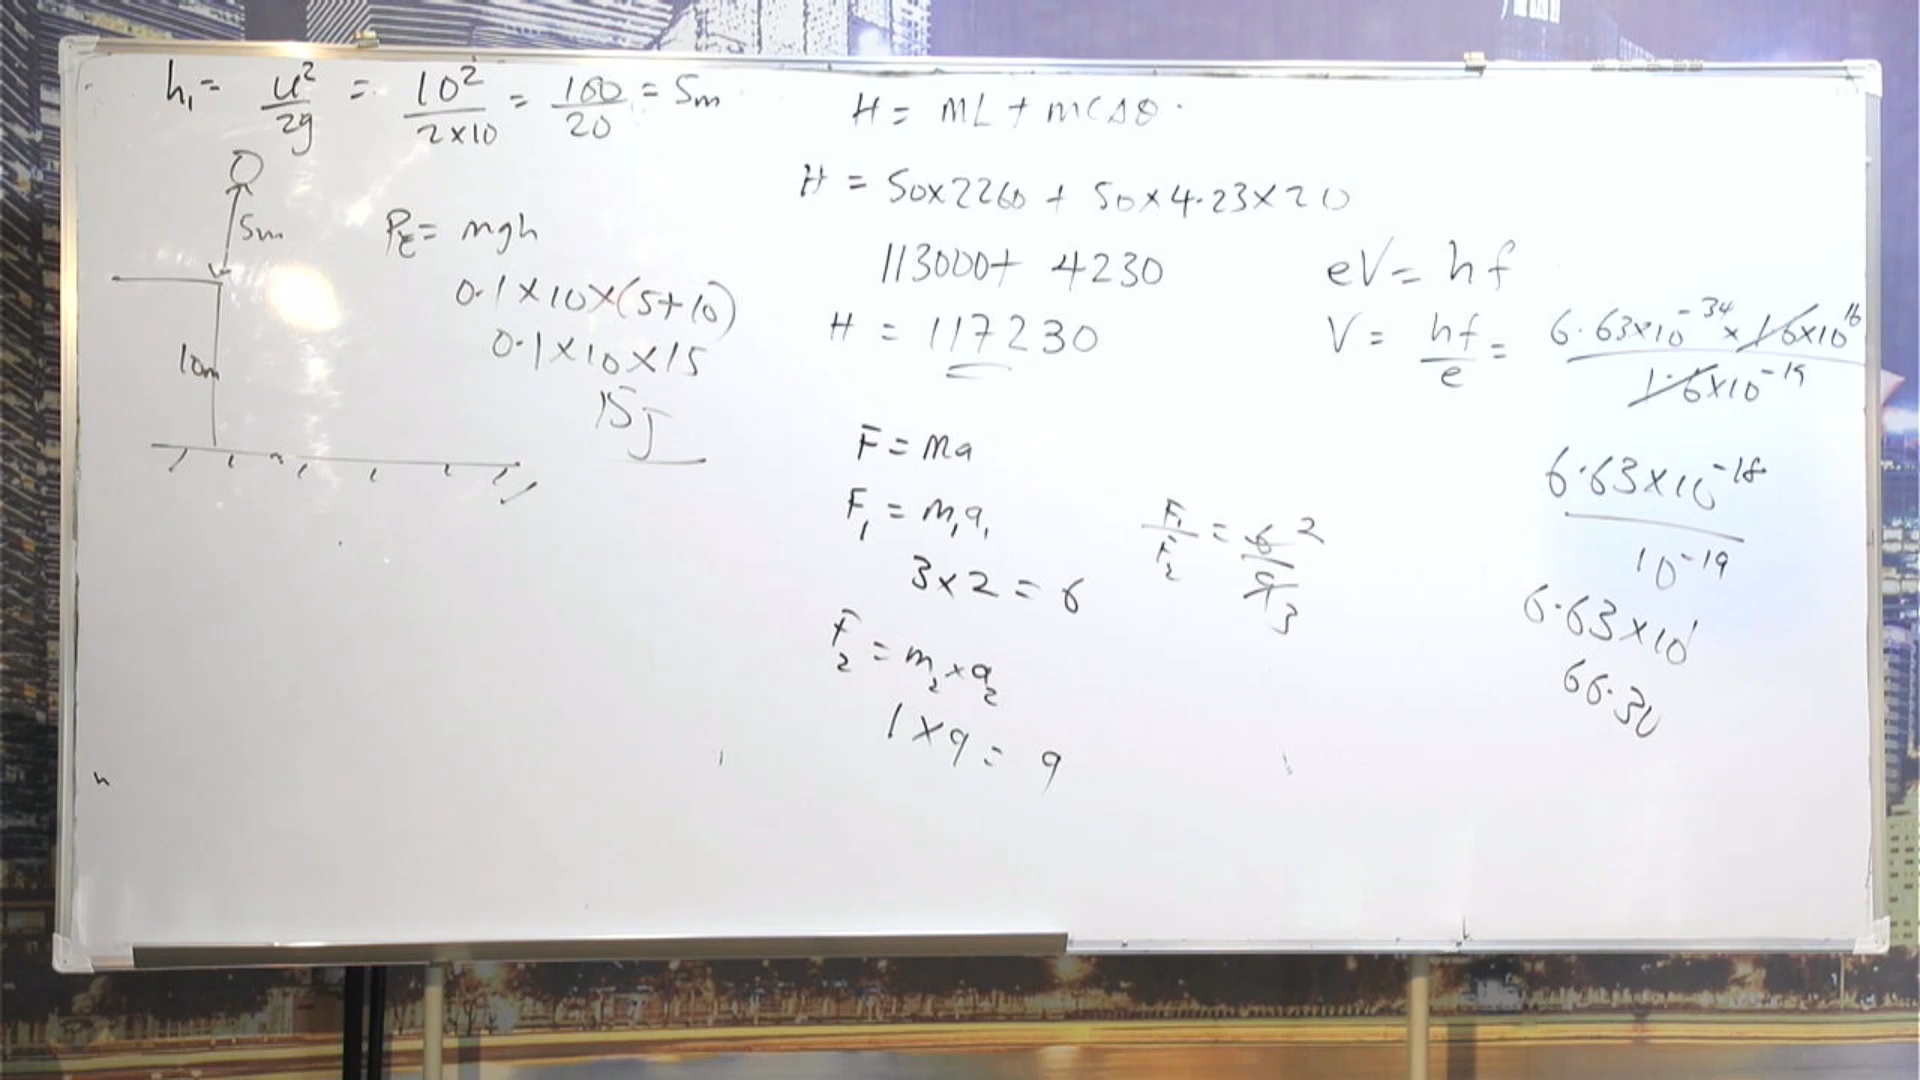 h₁ = u²/2g = 10²/2×10 = 100/20 = 5m
5m
10m
P_E = mgh
0.1×10×(5+10)
0.1×10×15
15J
H = ML + MCΔθ
H = 50×2260 + 50×4.23×20
113000 + 4230
H = 117230
F = Ma
F₁ = m₁a₁
3×2 = 6
F₂ = m₂×a₂
1×9 = 9
F₁/F₂ = 6/9 2/3
eV = hf
V = hf/e = 6.63×10⁻³⁴×1.6×10¹⁶/1.6×10⁻¹⁹
6.63×10⁻¹⁸/10⁻¹⁹
6.63×10¹
66.30